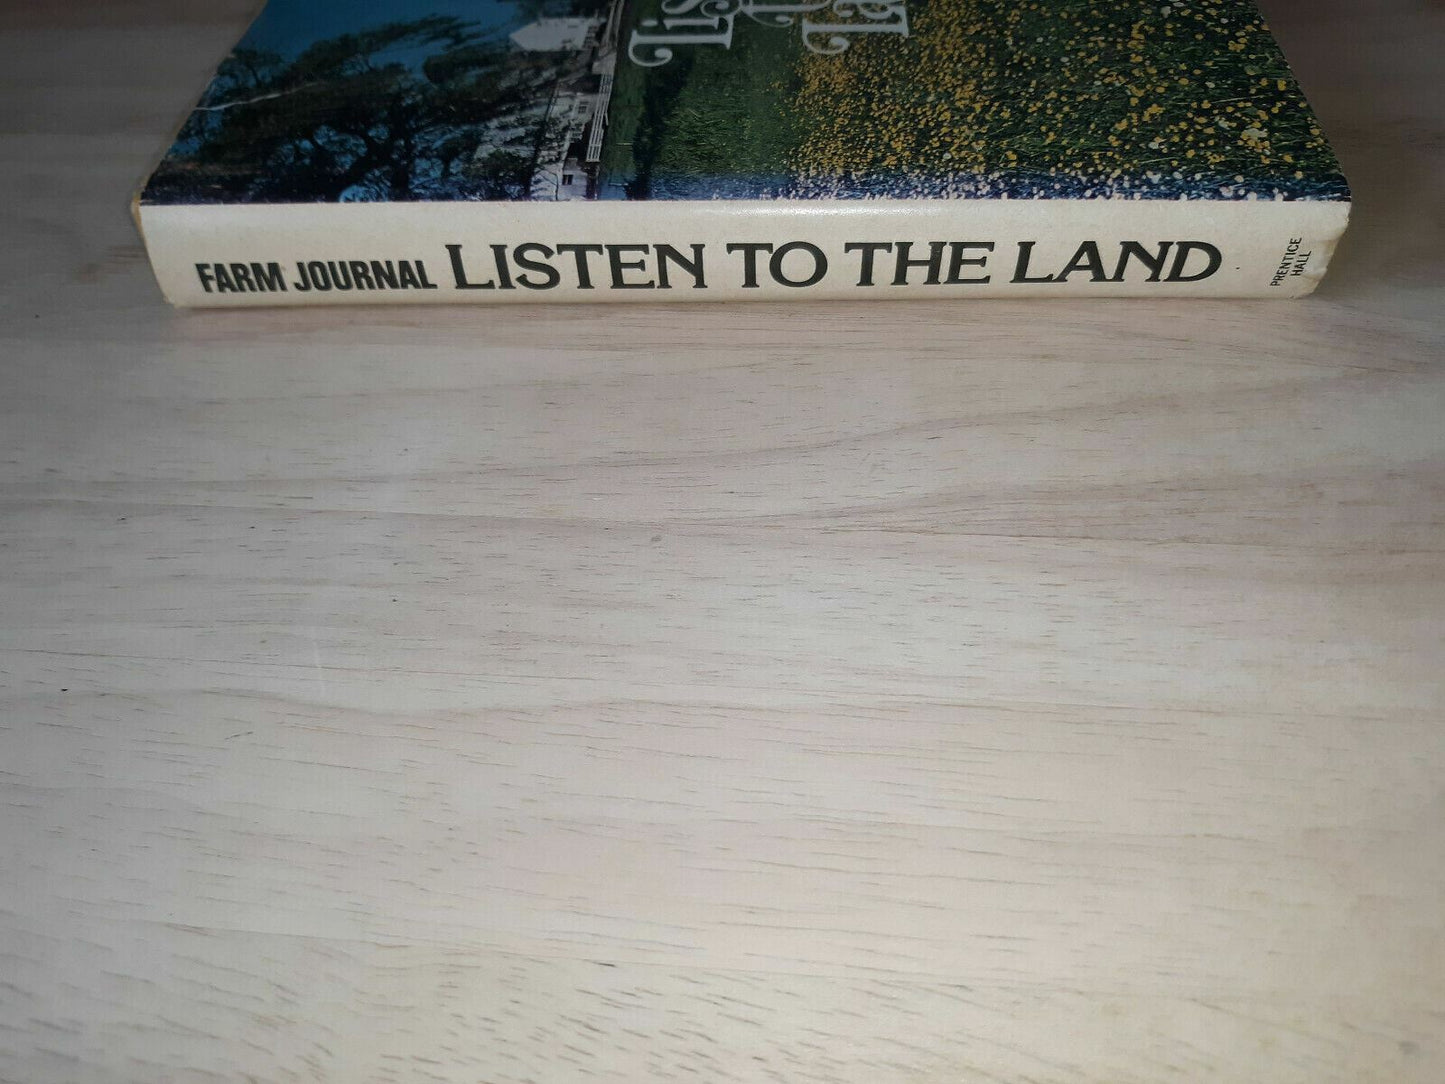 FARM JOURNAL LISTEN TO THE LAND
PRENTICE
HALL